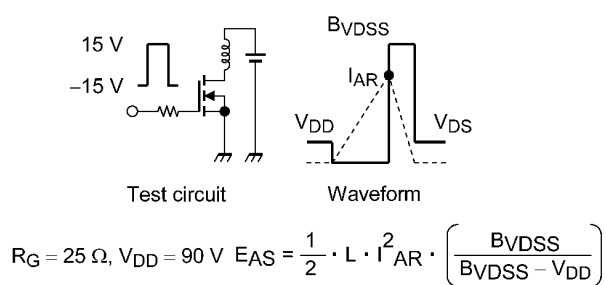 15 V
−15 V
BVDSS
IAR
VDD
VDS
Test circuit
Waveform
RG = 25 Ω, VDD = 90 V EAS = 1/2 · L · I²AR · (BVDSS / (BVDSS − VDD))